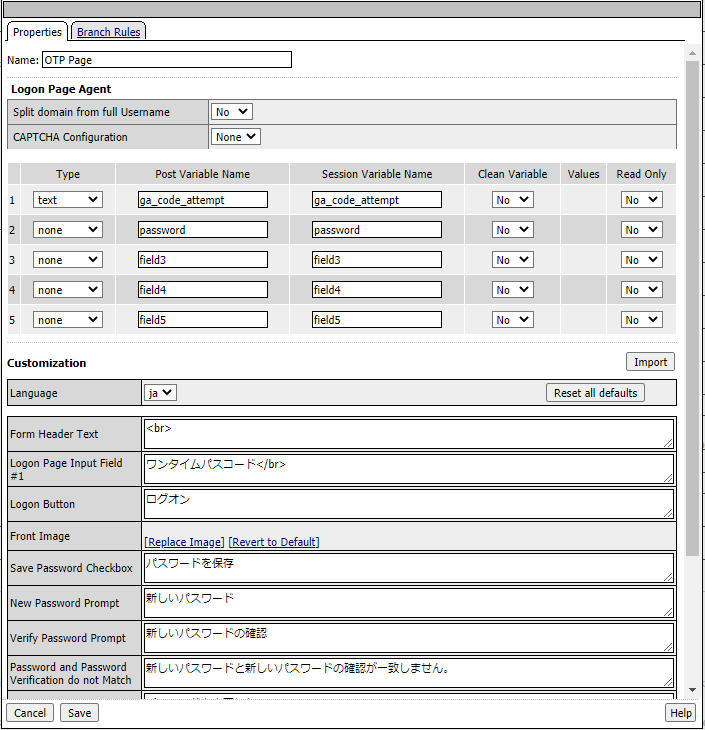 Properties Branch Rules
Name: OTP Page
Logon Page Agent
Split domain from full Username No
CAPTCHA Configuration None
Type Post Variable Name Session Variable Name Clean Variable Values Read Only
1 text ga_code_attempt ga_code_attempt No No
2 none password password No No
3 none field3 field3 No No
4 none field4 field4 No No
5 none field5 field5 No No
Customization Import
Language ja Reset all defaults
Form Header Text <br>
Logon Page Input Field
#1
ワンタイムパスコード</br>
Logon Button ログオン
Front Image [Replace Image] [Revert to Default]
Save Password Checkbox パスワードを保存
New Password Prompt 新しいパスワード
Verify Password Prompt 新しいパスワードの確認
Password and Password
Verification do not Match
新しいパスワードと新しいパスワードの確認が一致しません。
Cancel Save Help